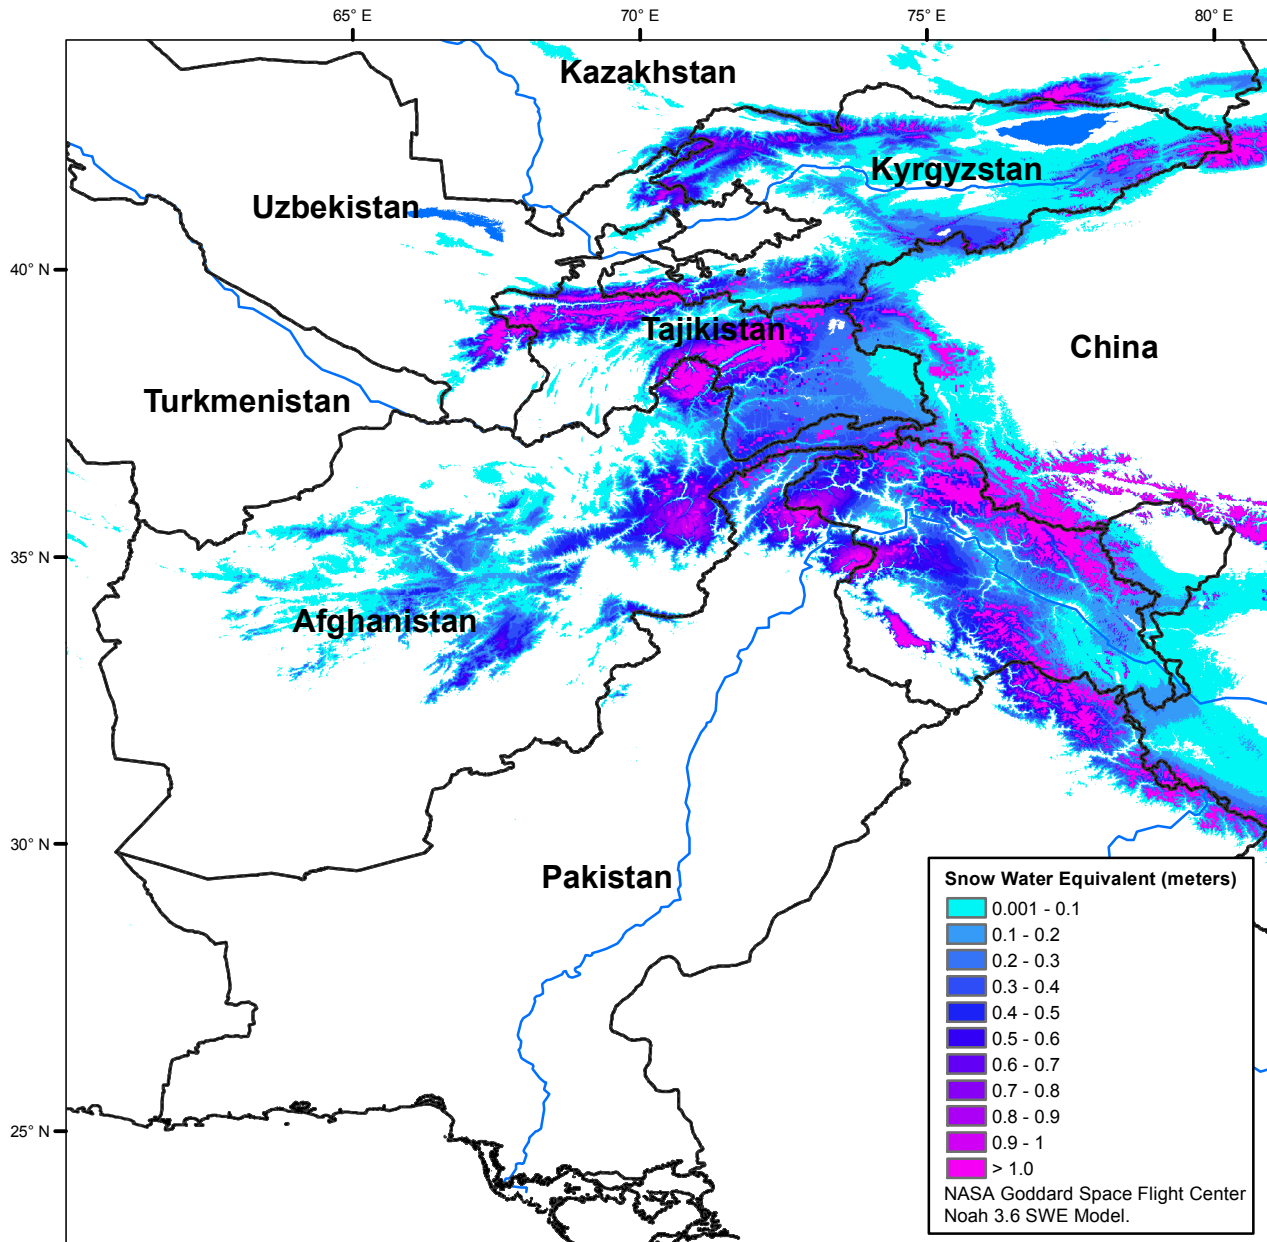 65° E
70° E
75° E
80° E
Kazakhstan
Kyrgyzstan
Uzbekistan
40° N
Tajikistan
China
Turkmenistan
35° N
Afghanistan
30° N
Pakistan
25° N
Snow Water Equivalent (meters)
0.001 - 0.1
0.1 - 0.2
0.2 - 0.3
0.3 - 0.4
0.4 - 0.5
0.5 - 0.6
0.6 - 0.7
0.7 - 0.8
0.8 - 0.9
0.9 - 1
> 1.0
NASA Goddard Space Flight Center
Noah 3.6 SWE Model.